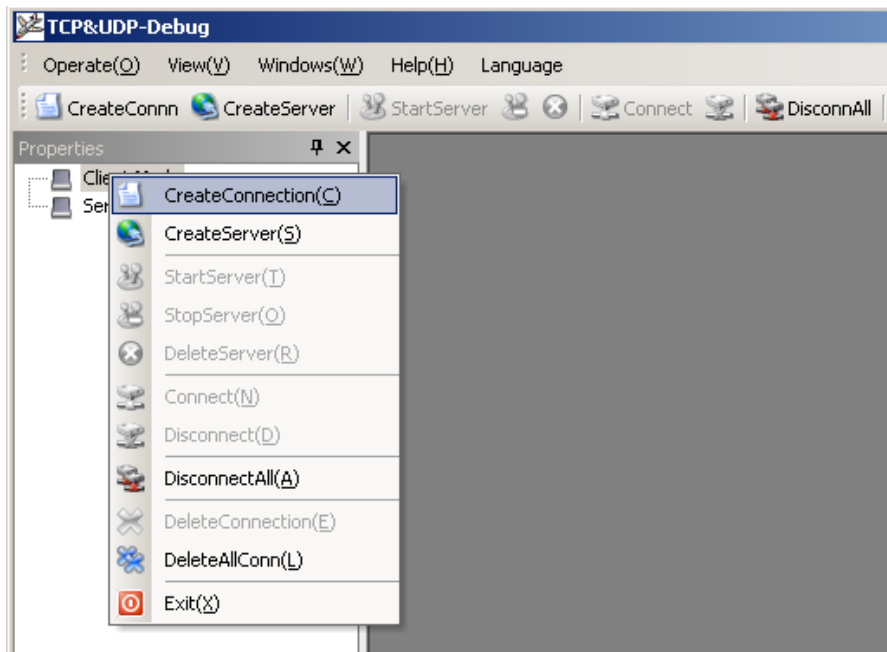 TCP&UDP-Debug
Operate(O) View(V) Windows(W) Help(H) Language
CreateConnn CreateServer StartServer Connect DisconnAll
Properties
CreateConnection(C)
CreateServer(S)
StartServer(T)
StopServer(O)
DeleteServer(R)
Connect(N)
Disconnect(D)
DisconnectAll(A)
DeleteConnection(E)
DeleteAllConn(L)
Exit(X)